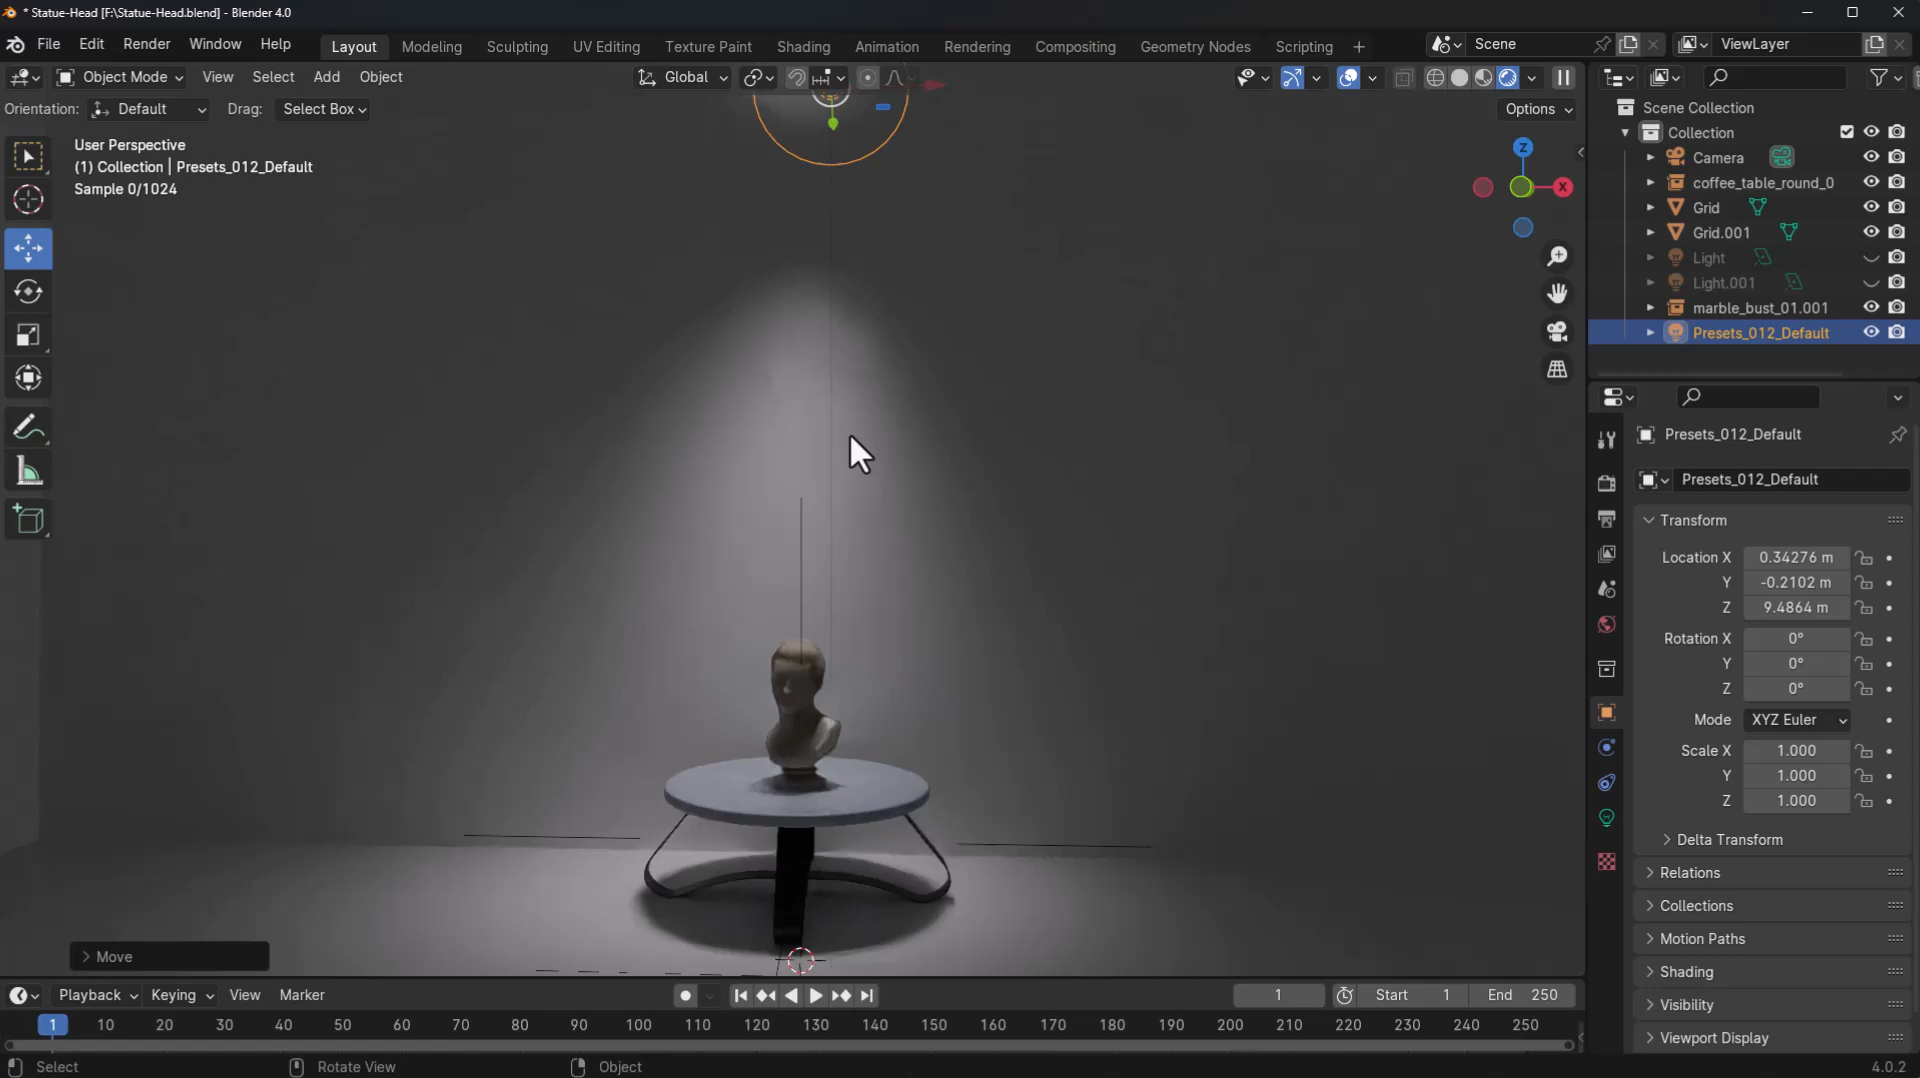 * Statue-Head [F:\Statue-Head.blend] - Blender 4.0
File Edit Render Window Help
Layout Modeling Sculpting UV Editing Texture Paint Shading Animation Rendering Compositing Geometry Nodes Scripting +
Scene
ViewLayer
Object Mode View Select Add Object
Global
Orientation: Default Drag: Select Box
Options
User Perspective
(1) Collection | Presets_012_Default
Sample 0/1024
Z
X
Scene Collection
Collection
Camera
coffee_table_round_0
Grid
Grid.001
Light
Light.001
marble_bust_01.001
Presets_012_Default
Presets_012_Default
Presets_012_Default
Transform
Location X 0.34276 m
Y -0.2102 m
Z 9.4864 m
Rotation X 0°
Y 0°
Z 0°
Mode XYZ Euler
Scale X 1.000
Y 1.000
Z 1.000
Delta Transform
Relations
Collections
Motion Paths
Shading
Visibility
Viewport Display
Move
Playback Keying View Marker
1 Start 1 End 250
1 10 20 30 40 50 60 70 80 90 100 110 120 130 140 150 160 170 180 190 200 210 220 230 240 250
Select Rotate View Object
4.0.2